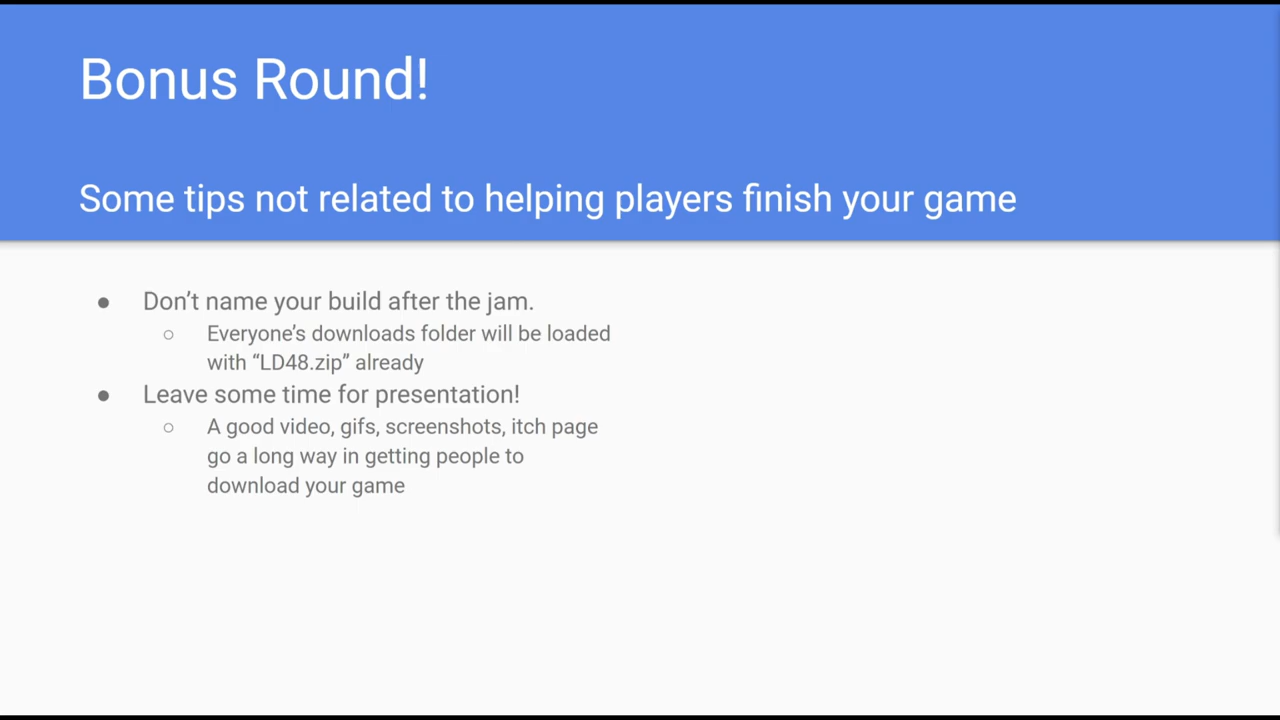 Bonus Round!
Some tips not related to helping players finish your game
● Don’t name your build after the jam.
○ Everyone’s downloads folder will be loaded
with “LD48.zip” already
● Leave some time for presentation!
○ A good video, gifs, screenshots, itch page
go a long way in getting people to
download your game